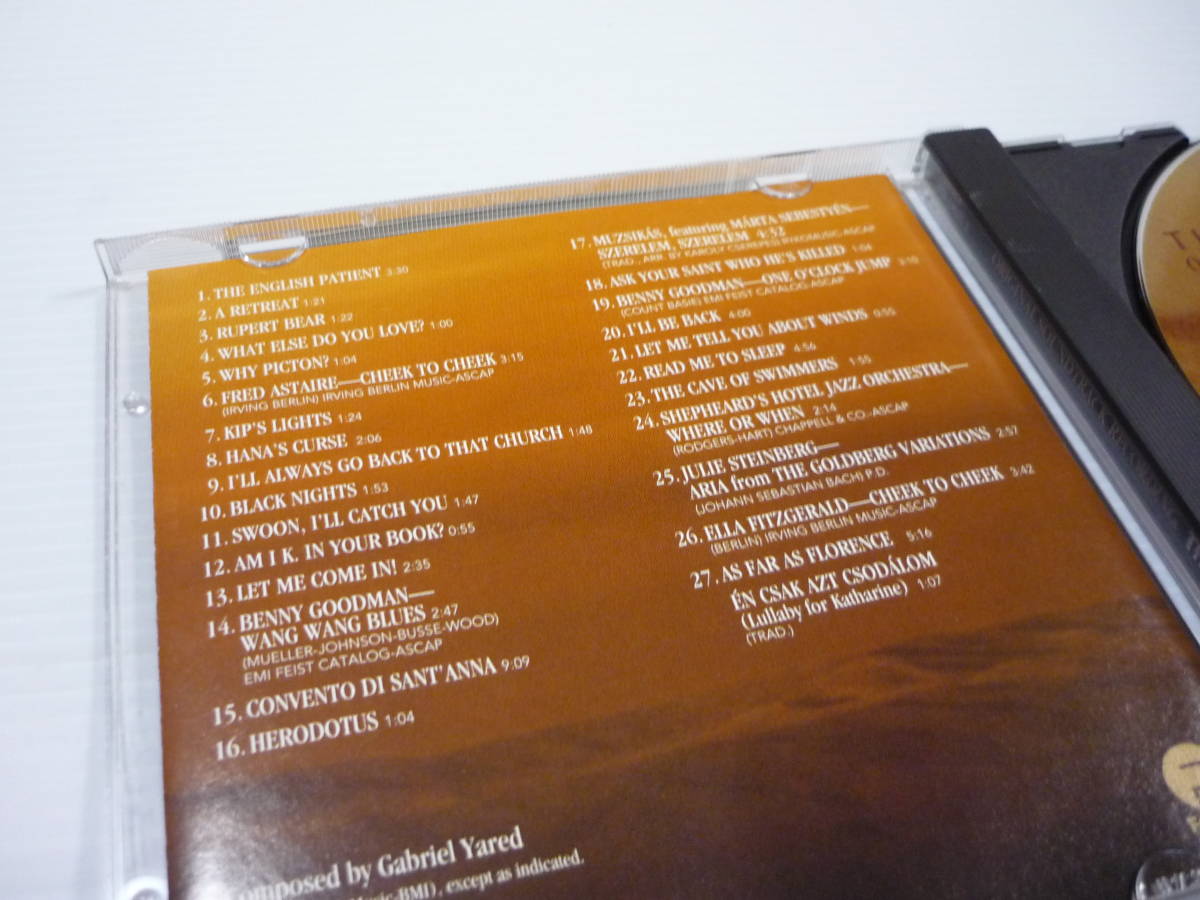 1. THE ENGLISH PATIENT 3:30
2. A RETREAT 1:21
3. RUPERT BEAR 1:22
4. WHAT ELSE DO YOU LOVE? 1:00
5. WHY PICTON? 1:04
6. FRED ASTAIRE—CHEEK TO CHEEK 3:15
(IRVING BERLIN) IRVING BERLIN MUSIC-ASCAP
7. KIP'S LIGHTS 1:24
8. HANA'S CURSE 2:06
9. I'LL ALWAYS GO BACK TO THAT CHURCH 1:48
10. BLACK NIGHTS 1:53
11. SWOON, I'LL CATCH YOU 1:47
12. AM I K. IN YOUR BOOK? 0:55
13. LET ME COME IN! 2:35
14. BENNY GOODMAN—
WANG WANG BLUES 2:47
(MUELLER-JOHNSON-BUSSE-WOOD)
EMI FEIST CATALOG-ASCAP
15. CONVENTO DI SANT'ANNA 9:09
16. HERODOTUS 1:04
17. MUZSIKÁS, featuring MÁRTA SEBESTYÉN—
SZERELEM, SZERELEM 4:32
(TRAD., ARR. BY KAROLY CSEREPES) RYKOMUSIC-ASCAP
18. ASK YOUR SAINT WHO HE'S KILLED 1:04
19. BENNY GOODMAN—ONE O'CLOCK JUMP 3:10
(COUNT BASIE) EMI FEIST CATALOG-ASCAP
20. I'LL BE BACK 4:00
21. LET ME TELL YOU ABOUT WINDS 0:55
22. READ ME TO SLEEP 4:56
23. THE CAVE OF SWIMMERS 1:55
24. SHEPHEARD'S HOTEL JAZZ ORCHESTRA—
WHERE OR WHEN 2:14
(RODGERS-HART) CHAPPELL & CO.-ASCAP
25. JULIE STEINBERG—
ARIA from THE GOLDBERG VARIATIONS 2:57
(JOHANN SEBASTIAN BACH) P.D.
26. ELLA FITZGERALD—CHEEK TO CHEEK 3:42
(BERLIN) IRVING BERLIN MUSIC-ASCAP
27. AS FAR AS FLORENCE 5:16
ÉN CSAK AZT CSODÁLOM
(Lullaby for Katharine) 1:07
(TRAD.)
by Gabriel Yared
Music-BMI), except as indicated.